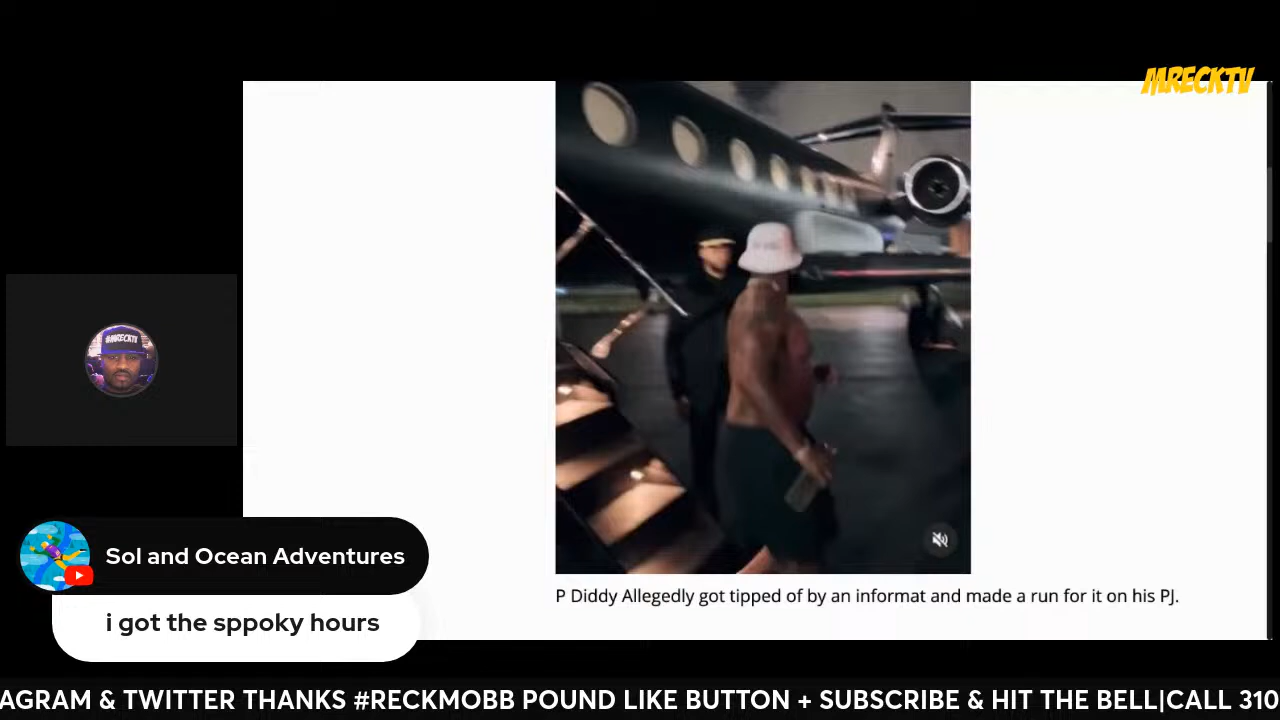 MRECKTV
#MRECKTV
P Diddy Allegedly got tipped of by an informat and made a run for it on his PJ.
Sol and Ocean Adventures
i got the sppoky hours
AGRAM & TWITTER THANKS #RECKMOBB POUND LIKE BUTTON + SUBSCRIBE & HIT THE BELL|CALL 310